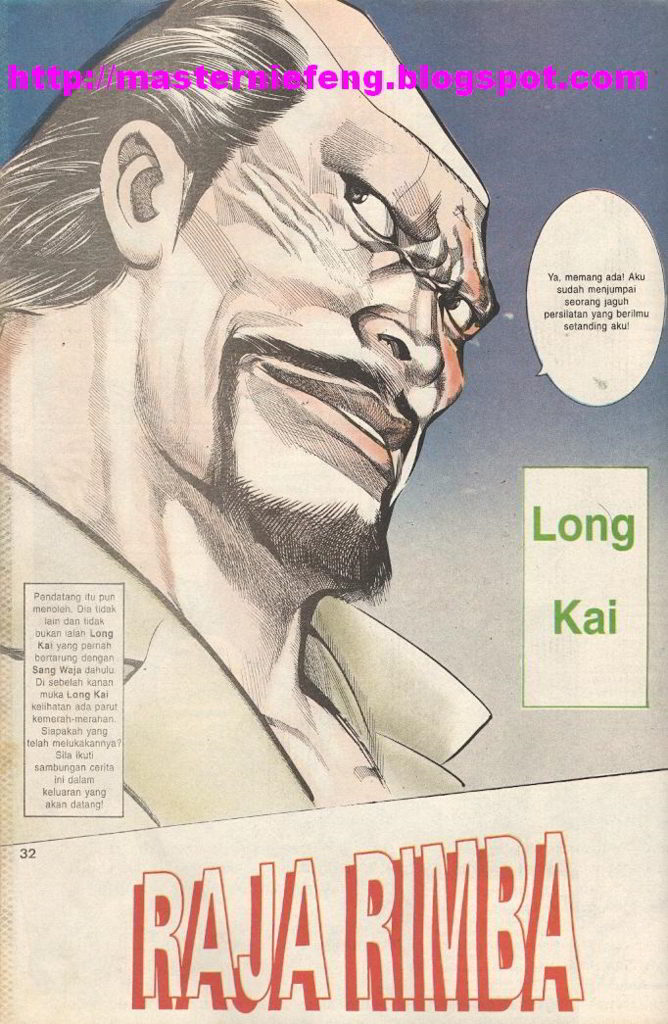 http://masterniefeng.blogspot.com
Ya, memang ada! Aku
sudah menjumpai
seorang jaguh
persilatan yang berilmu
setanding aku!
Long
Kai
Pendatang itu pun
menoleh. Dia tidak
lain dan tidak
bukan ialah Long
Kai yang pernah
bertarung dengan
Sang Waja dahulu.
Di sebelah kanan
muka Long Kai
kelihatan ada parut
kemerah-merahan.
Siapakah yang
telah melukakannya?
Sila ikuti
sambungan cerita
ini dalam
keluaran yang
akan datang!
32
RAJA RIMBA